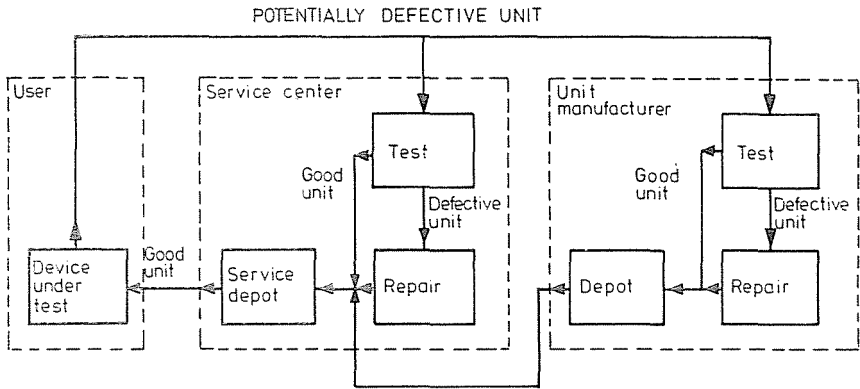 POTENTIALLY DEFECTIVE UNIT
User
Service center
Unit
manufacturer
Test
Test
Good
unit
Good
unit
Defective
unit
Defective
unit
Good
unit
Device
under
test
Service
depot
Repair
Depot
Repair